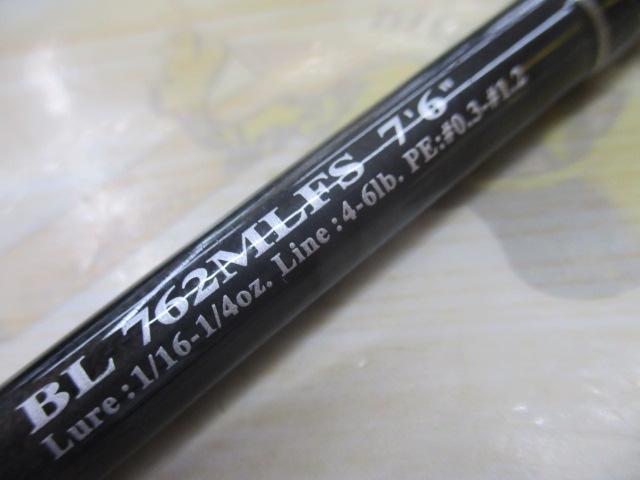 BL 762MLFS 7'6"
Lure:1/16-1/4oz. Line:4-6lb. PE:#0.3-#1.2